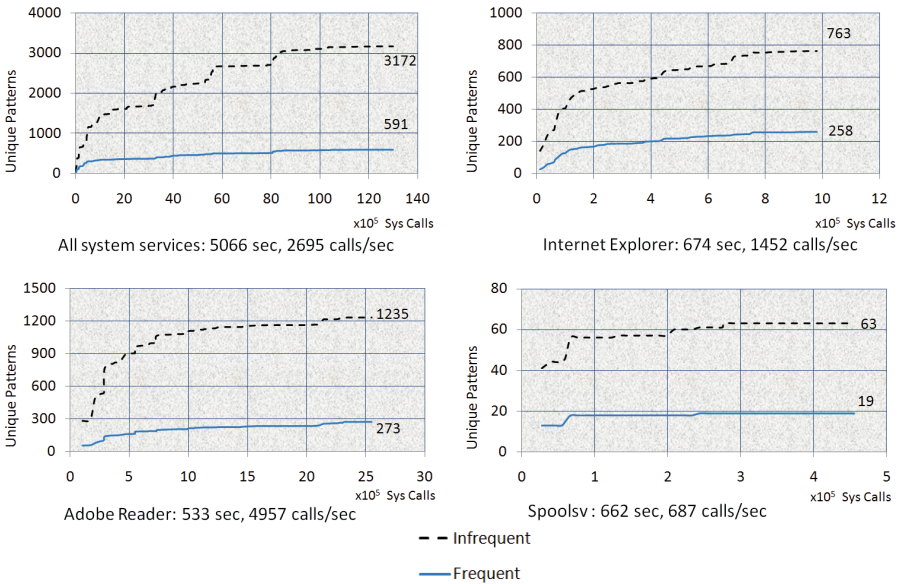 4000
3000
2000
1000
0
Unique Patterns
3172
591
0 20 40 60 80 100 120 140
x10⁵ Sys Calls
All system services: 5066 sec, 2695 calls/sec
1000
800
600
400
200
0
Unique Patterns
763
258
0 2 4 6 8 10 12
x10⁵ Sys Calls
Internet Explorer: 674 sec, 1452 calls/sec
1500
1200
900
600
300
0
Unique Patterns
1235
273
0 5 10 15 20 25 30
x10⁵ Sys Calls
Adobe Reader: 533 sec, 4957 calls/sec
80
60
40
20
0
Unique Patterns
63
19
0 1 2 3 4 5
x10⁵ Sys Calls
Spoolsv : 662 sec, 687 calls/sec
Infrequent
Frequent